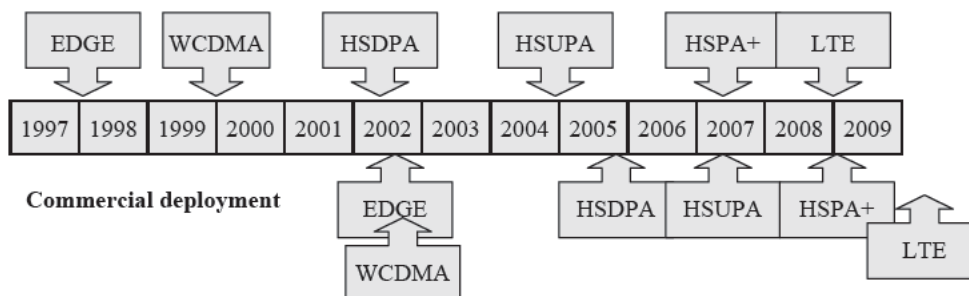 EDGE WCDMA HSDPA HSUPA HSPA+ LTE
1997 1998 1999 2000 2001 2002 2003 2004 2005 2006 2007 2008 2009
Commercial deployment
EDGE HSDPA HSUPA HSPA+
WCDMA LTE